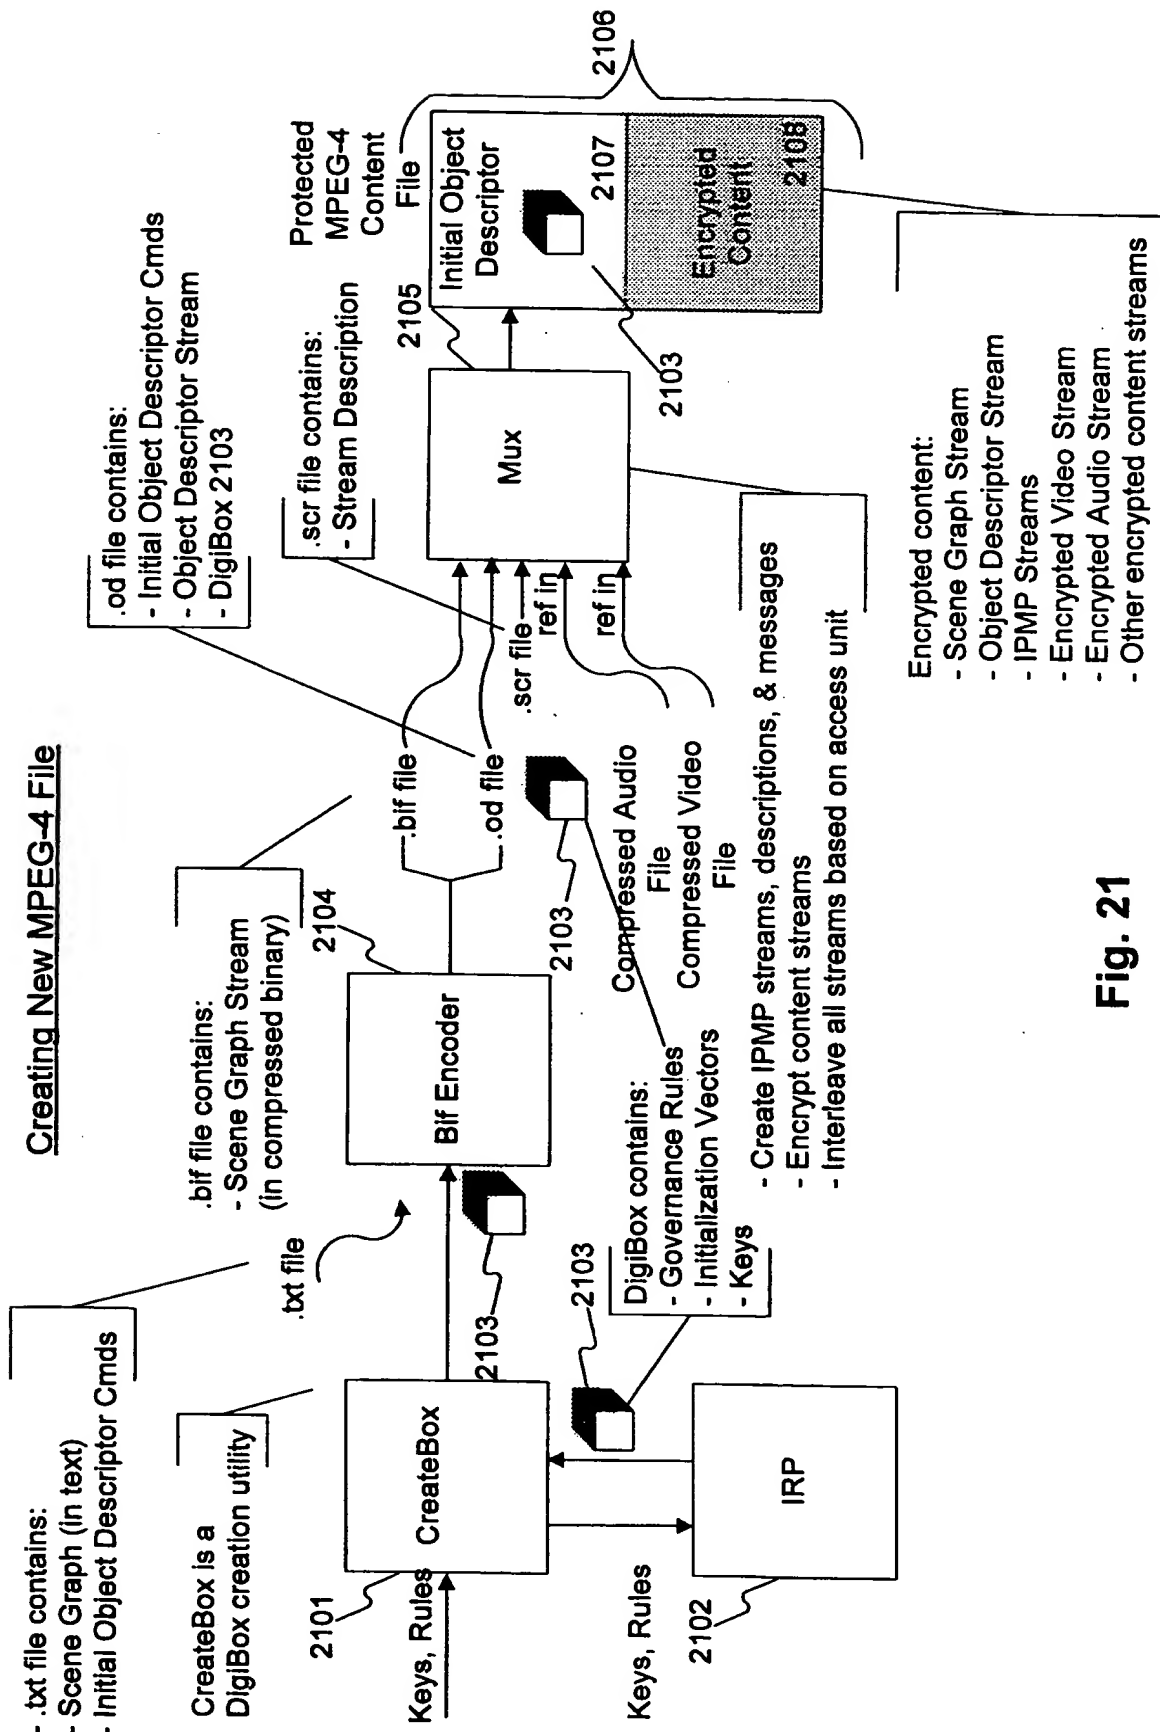 Creating New MPEG-4 File
- .txt file contains:
- Scene Graph (in text)
- Initial Object Descriptor Cmds
CreateBox is a
DigiBox creation utility
.txt file
.bif file contains:
- Scene Graph Stream
(in compressed binary)
.od file contains:
- Initial Object Descriptor Cmds
- Object Descriptor Stream
- DigiBox 2103
.scr file contains:
- Stream Description
Keys, Rules
2101
CreateBox
2103
2104
Bif Encoder
.bif file
.od file
2103
.scr file
ref in
ref in
Compressed Audio
File
Compressed Video
File
2105
Mux
Protected
MPEG-4
Content
File
Initial Object
Descriptor
2107
Encrypted
Content
2108
2106
2103
Keys, Rules
2102
IRP
2103
DigiBox contains:
- Governance Rules
- Initialization Vectors
- Keys
- Create IPMP streams, descriptions, & messages
- Encrypt content streams
- Interleave all streams based on access unit
Encrypted content:
- Scene Graph Stream
- Object Descriptor Stream
- IPMP Streams
- Encrypted Video Stream
- Encrypted Audio Stream
- Other encrypted content streams
Fig. 21